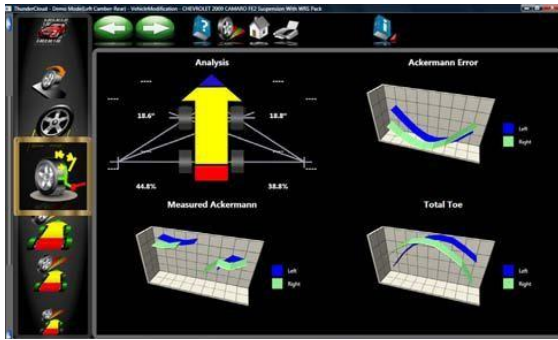 ThunderCloud - Demo Mode(Left Camber Rear) - VehicleModification - CHEVROLET 2009 CAMARO FE2 Suspension With WRG Pack
Analysis
Ackermann Error
18.6°
18.8°
Left
Right
44.8%
38.8%
Measured Ackermann
Total Toe
Left
Right
Left
Right